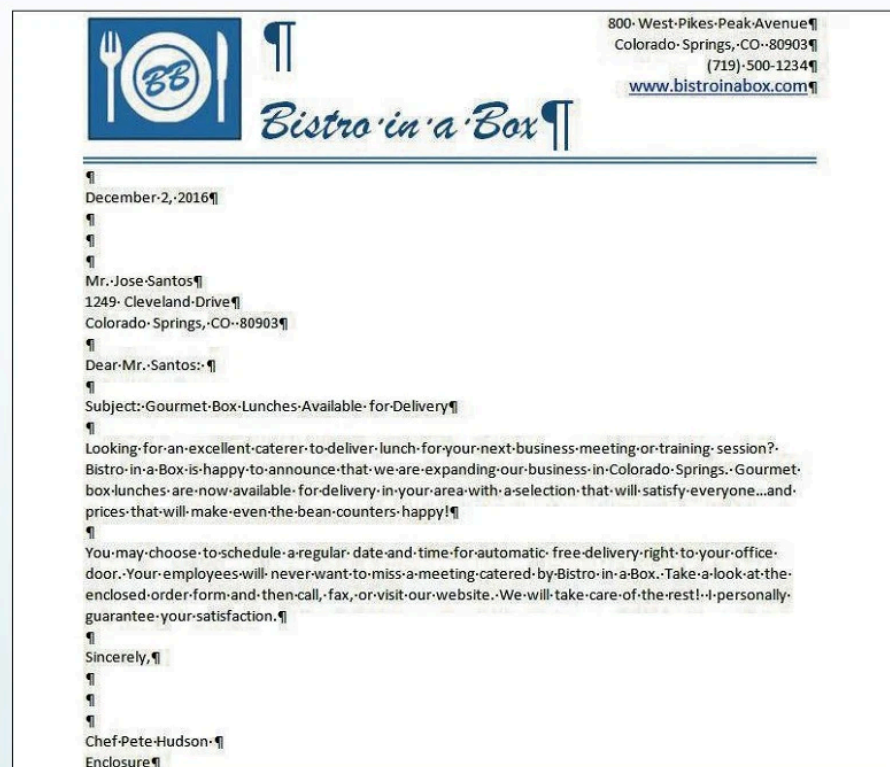 BB
¶
Bistro·in·a·Box¶
800· West·Pikes·Peak·Avenue¶
Colorado· Springs,·CO··80903¶
(719)·500-1234¶
www.bistroinabox.com¶
¶
December·2,·2016¶
¶
¶
¶
Mr.·Jose·Santos¶
1249· Cleveland·Drive¶
Colorado· Springs,·CO··80903¶
¶
Dear·Mr.·Santos:·¶
¶
Subject:·Gourmet·Box·Lunches·Available· for·Delivery¶
¶
Looking·for·an·excellent·caterer·to·deliver·lunch·for·your·next·business·meeting·or·training· session?·
Bistro·in·a·Box·is·happy·to·announce·that·we·are·expanding·our·business·in·Colorado·Springs.·Gourmet·
box·lunches·are·now·available· for·delivery·in·your·area·with·a·selection·that·will·satisfy·everyone...and·
prices·that·will·make·even·the·bean·counters·happy!¶
¶
You·may·choose·to·schedule·a·regular· date·and·time·for·automatic· free·delivery·right·to·your·office·
door.·Your·employees·will· never·want·to·miss·a·meeting·catered·by·Bistro·in·a·Box.·Take·a·look·at·the·
enclosed·order·form·and·then·call,·fax,·or·visit·our·website.·We·will·take·care·of·the·rest!··I·personally·
guarantee·your·satisfaction.¶
¶
Sincerely,¶
¶
¶
¶
Chef·Pete·Hudson·¶
Enclosure¶